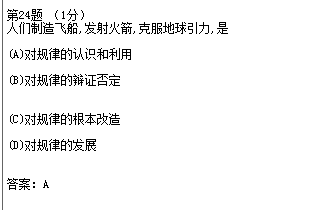 第24题 （1分）
人们制造飞船,发射火箭,克服地球引力,是
(A)对规律的认识和利用
(B)对规律的辩证否定
(C)对规律的根本改造
(D)对规律的发展
答案：A